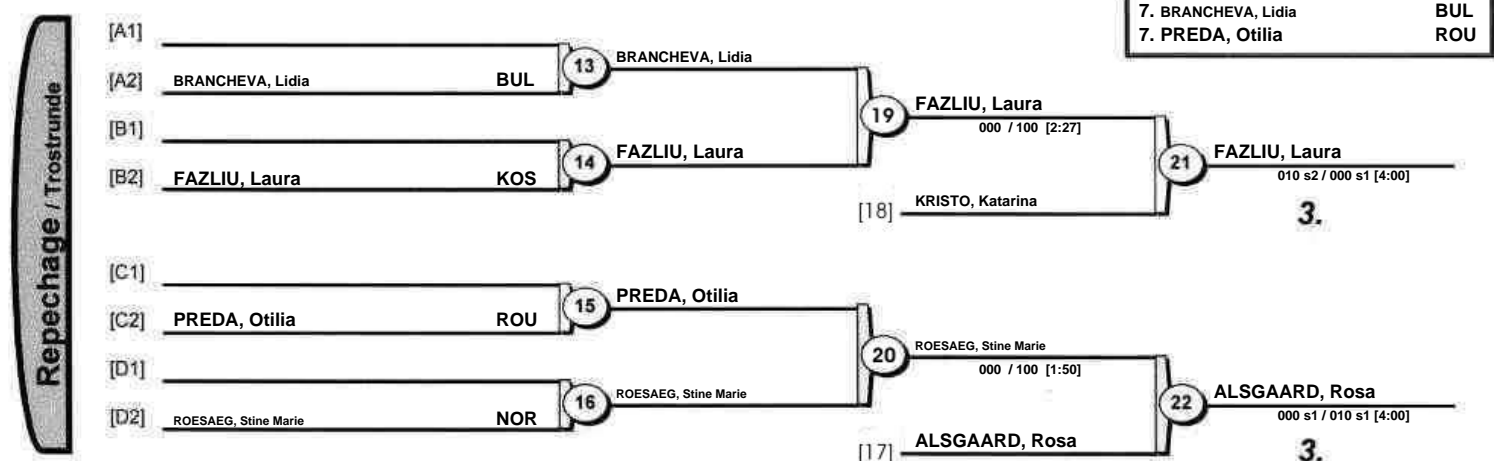 7. BRANCHEVA, Lidia BUL
7. PREDA, Otilia ROU
Repechage / Trostrunde
[A1]
[A2] BRANCHEVA, Lidia BUL
13 BRANCHEVA, Lidia
[B1]
[B2] FAZLIU, Laura KOS
14 FAZLIU, Laura
19 FAZLIU, Laura
000 / 100 [2:27]
[18] KRISTO, Katarina
21 FAZLIU, Laura
010 s2 / 000 s1 [4:00]
3.
[C1]
[C2] PREDA, Otilia ROU
15 PREDA, Otilia
[D1]
[D2] ROESAEG, Stine Marie NOR
16 ROESAEG, Stine Marie
20 ROESAEG, Stine Marie
000 / 100 [1:50]
[17] ALSGAARD, Rosa
22 ALSGAARD, Rosa
000 s1 / 010 s1 [4:00]
3.